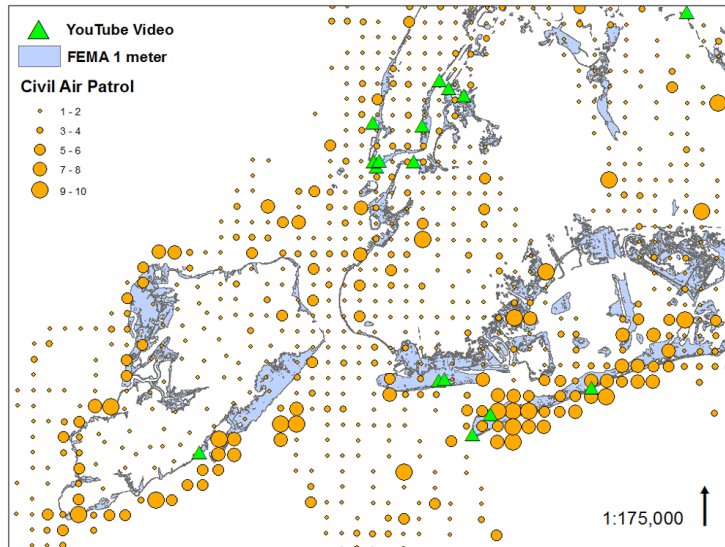 YouTube Video
FEMA 1 meter
Civil Air Patrol
1 - 2
3 - 4
5 - 6
7 - 8
9 - 10
1:175,000